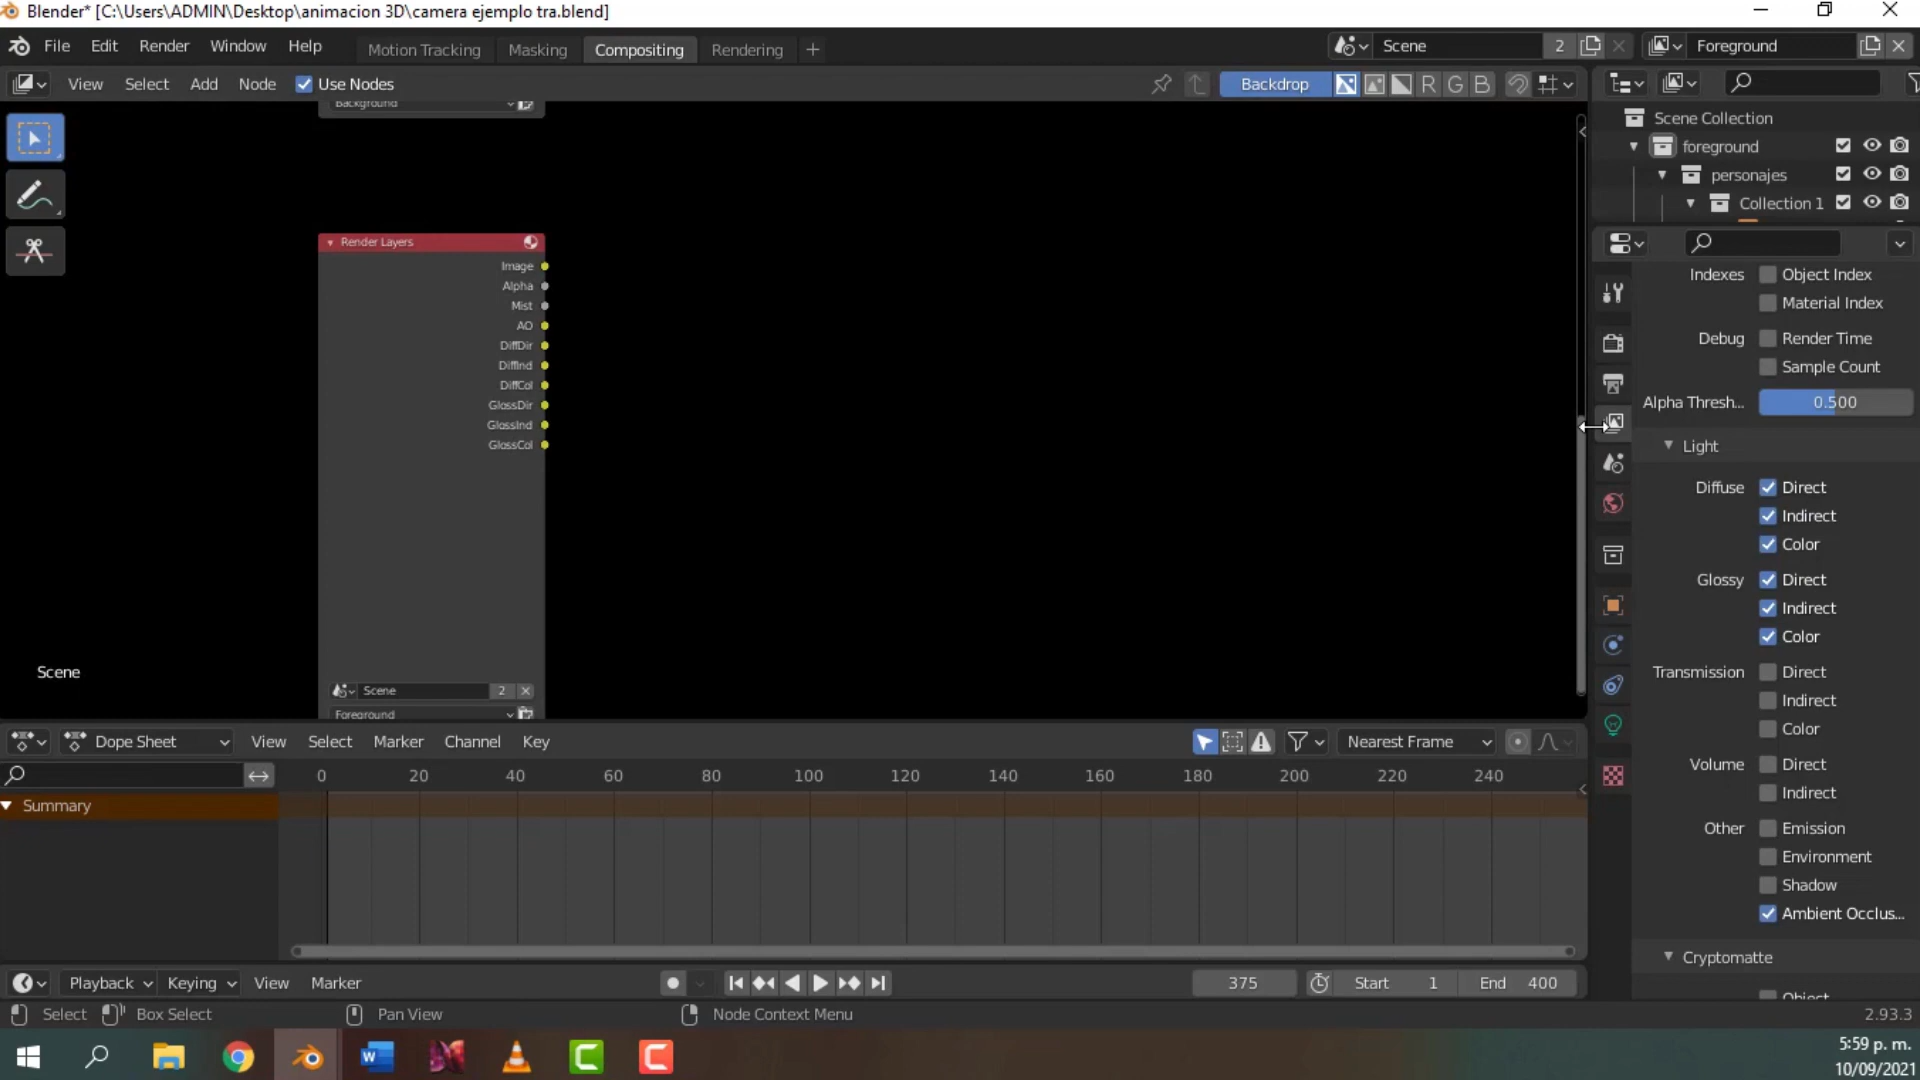 Blender* [C:\Users\ADMIN\Desktop\animacion 3D\camera ejemplo tra.blend]
File Edit Render Window Help Motion Tracking Masking Compositing Rendering + Scene 2 Foreground
View Select Add Node Use Nodes Backdrop R G B
Background
Scene Collection
foreground
personajes
Collection 1
Render Layers
Image
Alpha
Mist
AO
DiffDir
DiffInd
DiffCol
GlossDir
GlossInd
GlossCol
Scene 2
Foreground
Scene
Indexes Object Index
Material Index
Debug Render Time
Sample Count
Alpha Thresh... 0.500
Light
Diffuse Direct
Indirect
Color
Glossy Direct
Indirect
Color
Transmission Direct
Indirect
Color
Volume Direct
Indirect
Other Emission
Environment
Shadow
Ambient Occlus...
Cryptomatte
Object
Dope Sheet View Select Marker Channel Key Nearest Frame
0 20 40 60 80 100 120 140 160 180 200 220 240
Summary
Playback Keying View Marker 375 Start 1 End 400
Select Box Select Pan View Node Context Menu 2.93.3
5:59 p. m.
10/09/2021